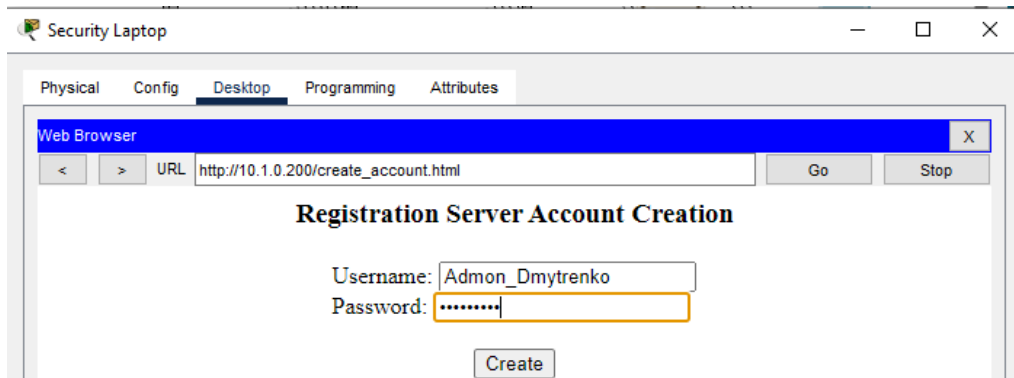 Security Laptop
Physical Config Desktop Programming Attributes
Web Browser X
< > URL http://10.1.0.200/create_account.html Go Stop
Registration Server Account Creation
Username: Admon_Dmytrenko
Password: •••••••••
Create